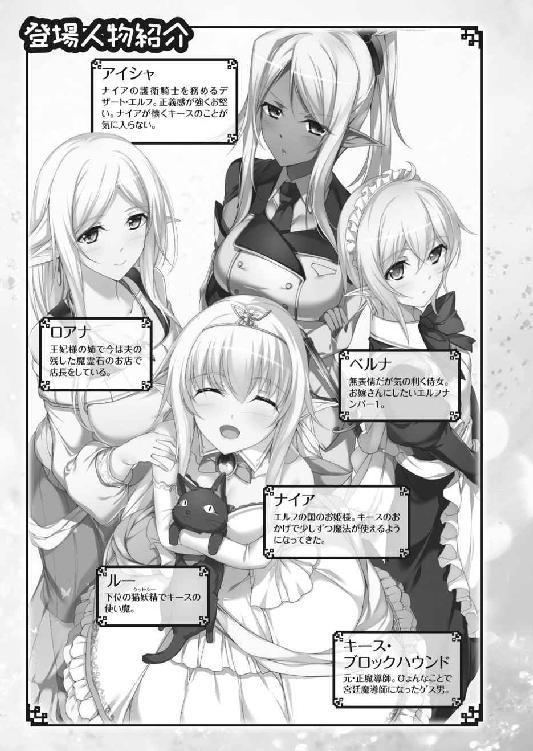 登場人物紹介
アイシャ
ナイアの護衛騎士を務めるデ
ザート・エルフ。正義感が強くお堅
い。ナイアが懐くキースのことが
気に入らない。
ロアナ
王妃様の姉で今は夫の
残した魔霊石のお店で
店長をしている。
ベルナ
無表情だが気の利く侍女。
お嫁さんにしたいエルフナ
ンバー1。
ナイア
エルフの国のお姫様。キースのお
かげで少しずつ魔法が使えるよう
になってきた。
ルー
ケットシー
下位の猫妖精でキースの
使い魔。
キース・
ブロックハウンド
元・正魔導師。ひょんなことで
宮廷魔導師になったゲス男。